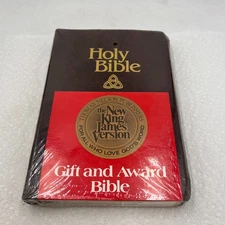 Holy
Bible
the
New
King
James
Version
FOR ALL WHO LOVE GOD'S WORD
Gift and Award
Bible